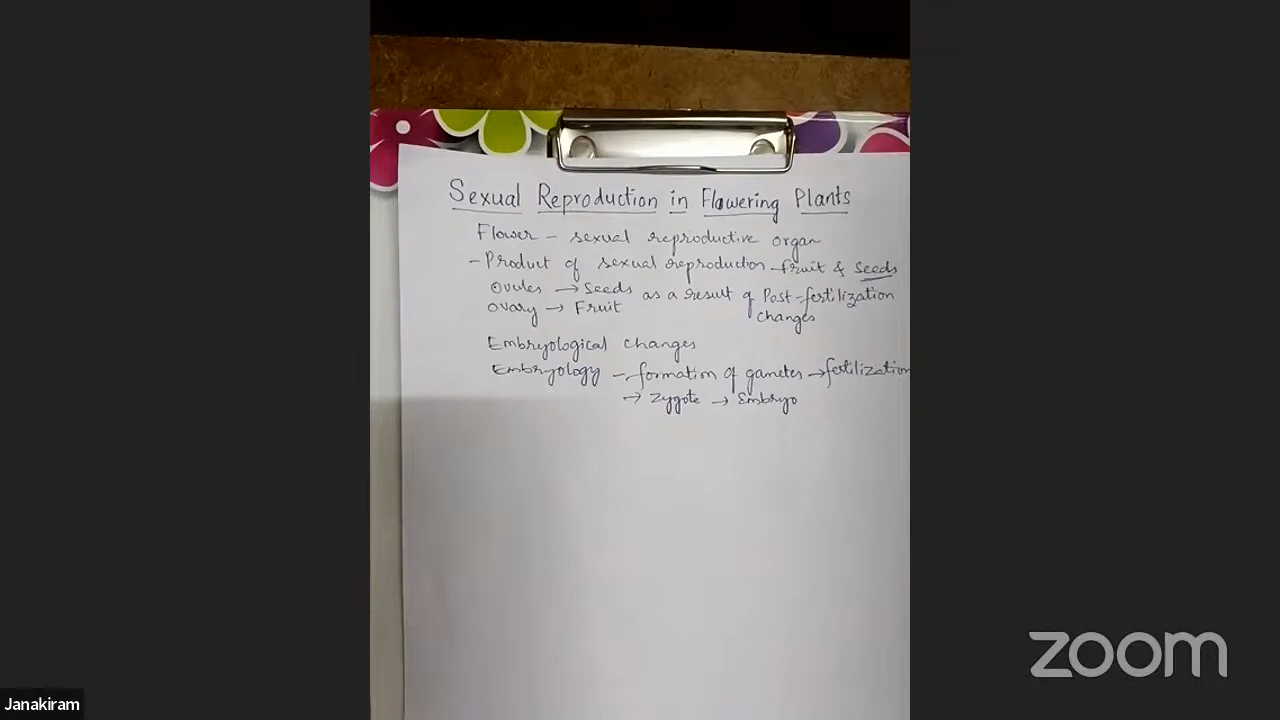 Sexual Reproduction in Flowering Plants
Flower - sexual reproductive organ
- Product of sexual reproduction - fruit & seeds
Ovules → Seeds as a result of Post-fertilization
Ovary → Fruit changes
Embryological changes
Embryology - formation of gametes → fertilization
→ Zygote → Embryo
zoom
Janakiram